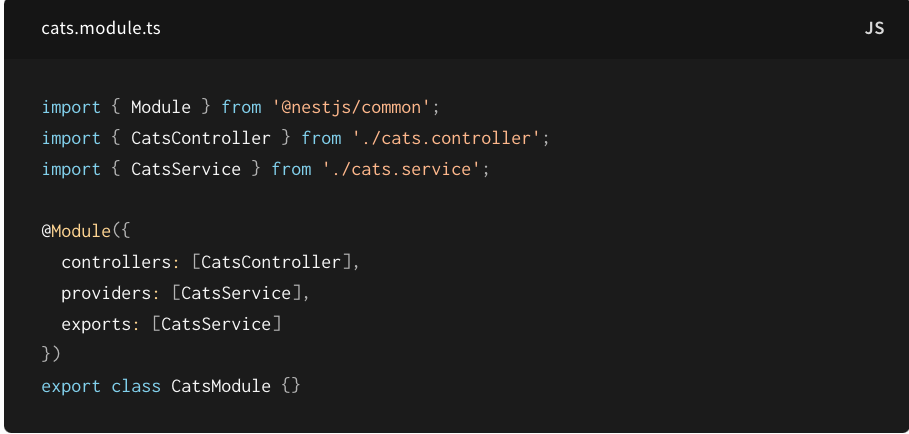 cats.module.ts JS
import { Module } from '@nestjs/common';
import { CatsController } from './cats.controller';
import { CatsService } from './cats.service';

@Module({
  controllers: [CatsController],
  providers: [CatsService],
  exports: [CatsService]
})
export class CatsModule {}